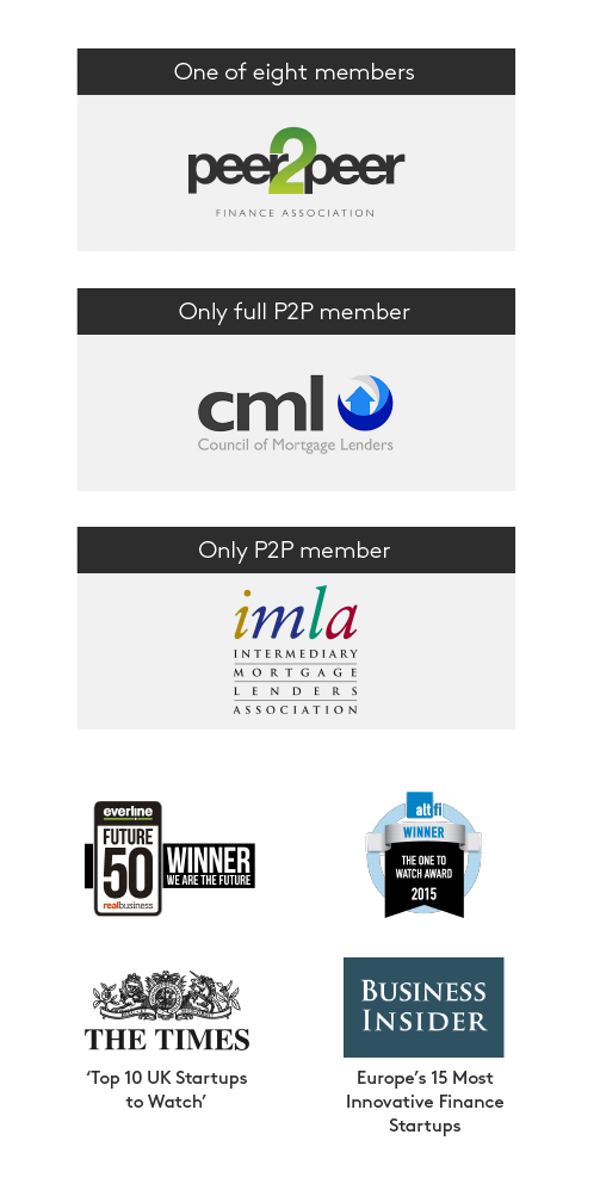 One of eight members
peer2peer
FINANCE ASSOCIATION
Only full P2P member
cml
Council of Mortgage Lenders
Only P2P member
imla
INTERMEDIARY
MORTGAGE
LENDERS
ASSOCIATION
everline
FUTURE
50
realbusiness
WINNER
WE ARE THE FUTURE
altfi
WINNER
THE ONE TO
WATCH AWARD
2015
THE TIMES
‘Top 10 UK Startups
to Watch’
BUSINESS
INSIDER
Europe’s 15 Most
Innovative Finance
Startups